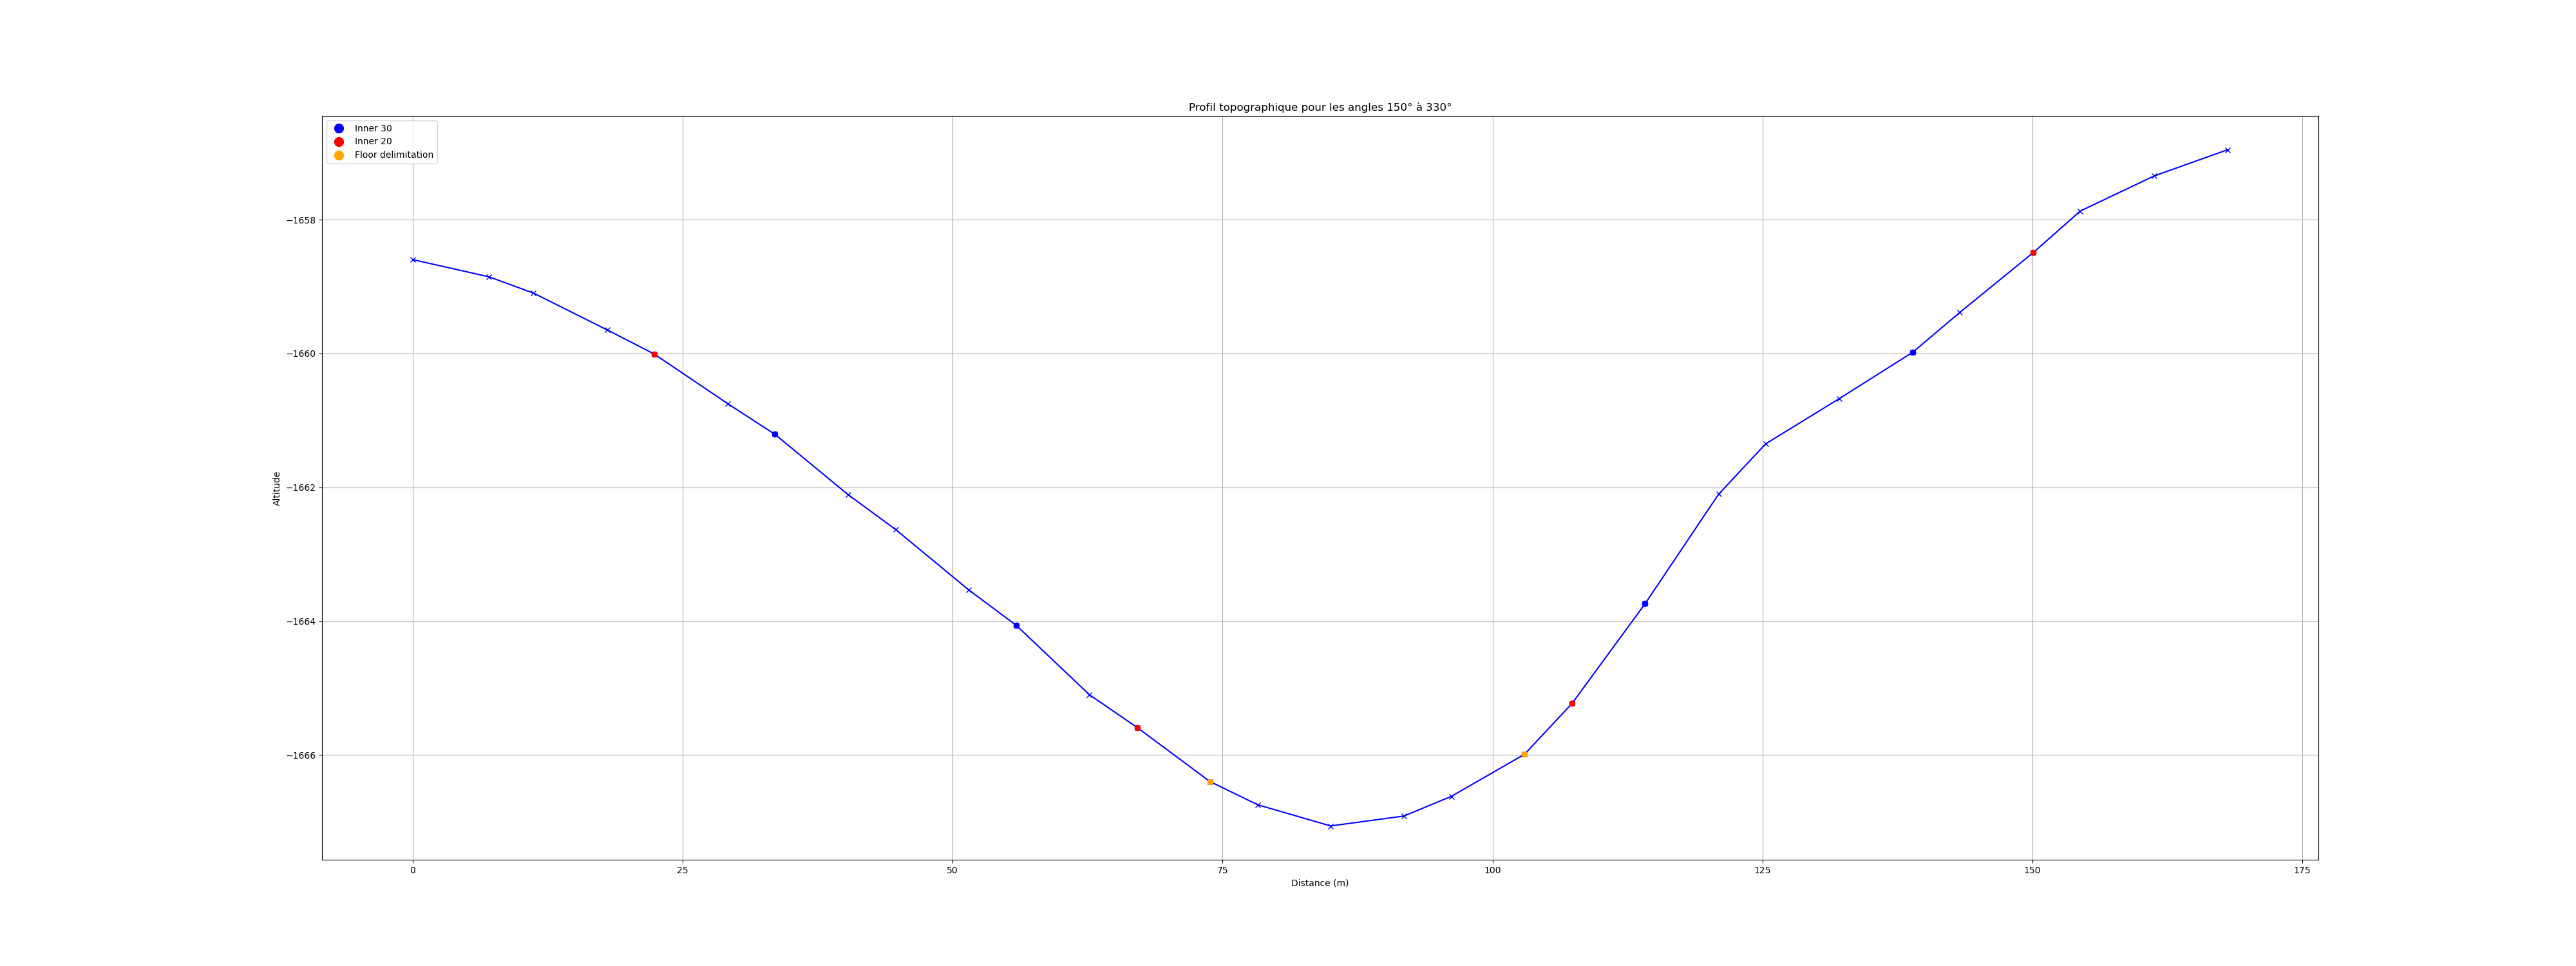 Profil topographique pour les angles 150° à 330°
Inner 30
Inner 20
Floor delimitation
−1658
−1660
−1662
−1664
−1666
Altitude
0 25 50 75 100 125 150 175
Distance (m)